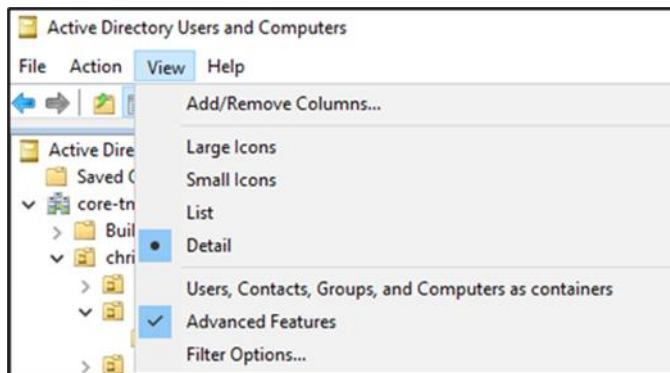 Active Directory Users and Computers
File Action View Help
Add/Remove Columns...
Active Dire
Large Icons
Saved
Small Icons
core-tn
List
Buil
Detail
chri
Users, Contacts, Groups, and Computers as containers
Advanced Features
Filter Options...